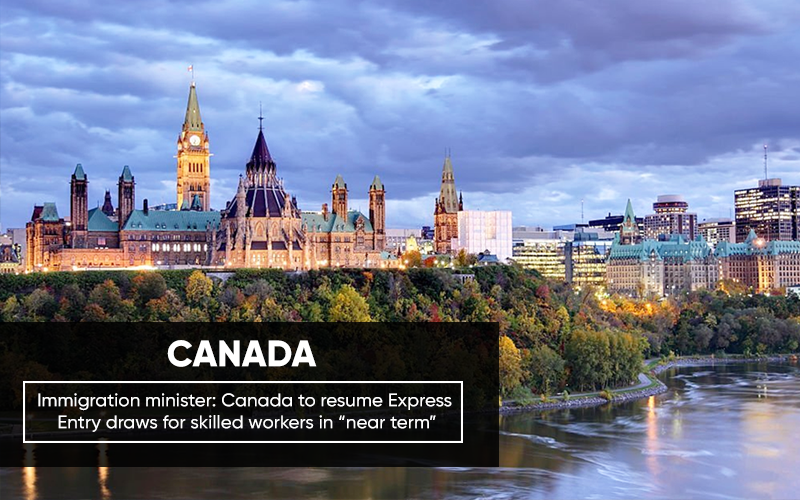 CANADA
Immigration minister: Canada to resume Express
Entry draws for skilled workers in “near term”